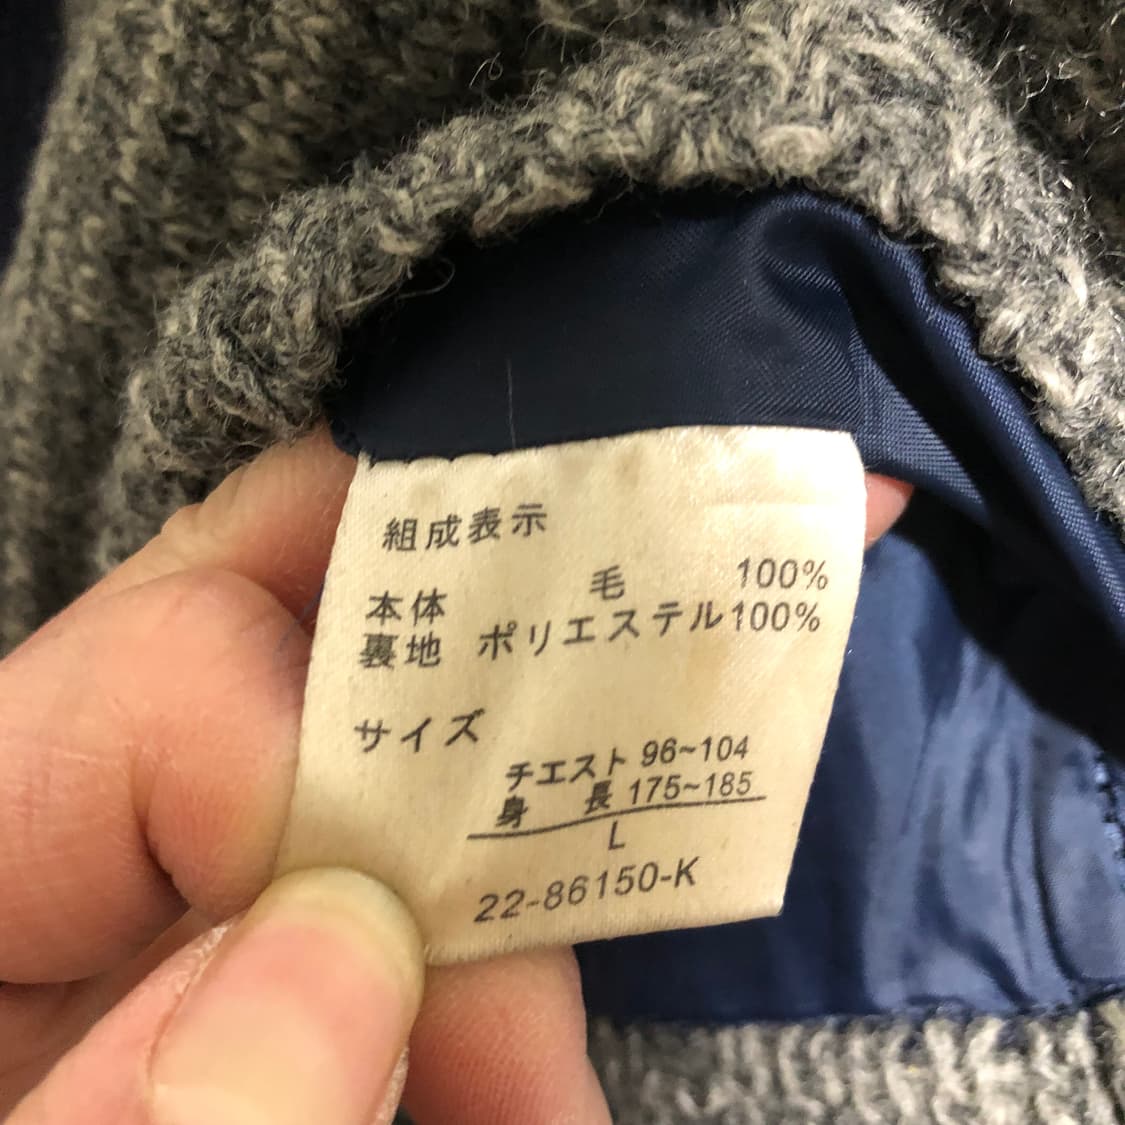 組成表示
本体 毛 100%
裏地 ポリエステル100%
サイズ
チエスト 96~104
身長 175~185
L
22-86150-K